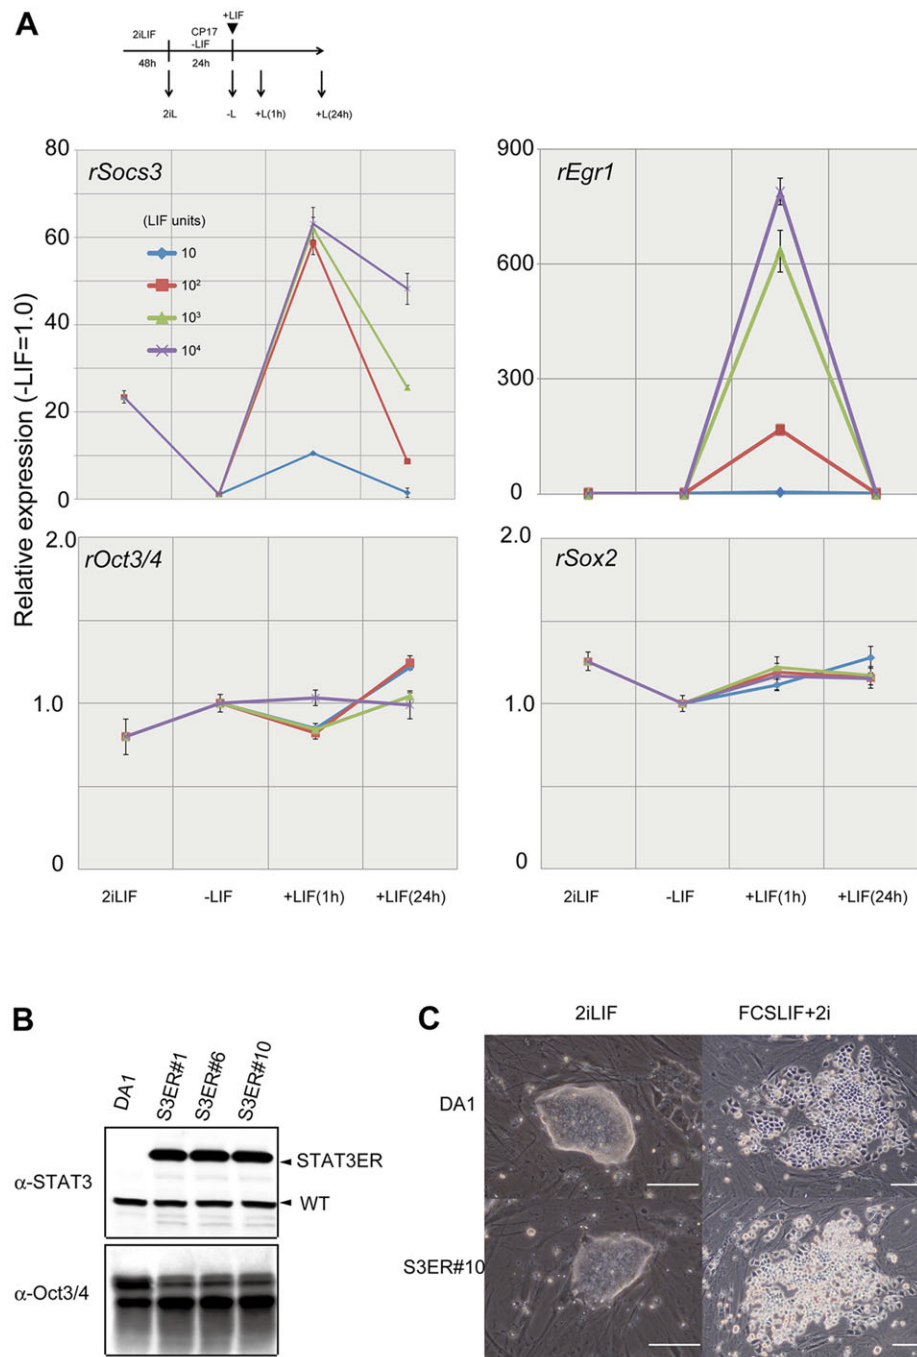 A
+LIF
2iLIF
CP17
-LIF
48h
24h
2iL
-L
+L(1h)
+L(24h)
Relative expression (-LIF=1.0)
80
60
40
20
0
rSocs3
(LIF units)
10
10²
10³
10⁴
900
600
300
0
rEgr1
2.0
1.0
0
rOct3/4
2iLIF
-LIF
+LIF(1h)
+LIF(24h)
2.0
1.0
0
rSox2
2iLIF
-LIF
+LIF(1h)
+LIF(24h)
B
DA1
S3ER#1
S3ER#6
S3ER#10
α-STAT3
STAT3ER
WT
α-Oct3/4
C
2iLIF
FCSLIF+2i
DA1
S3ER#10